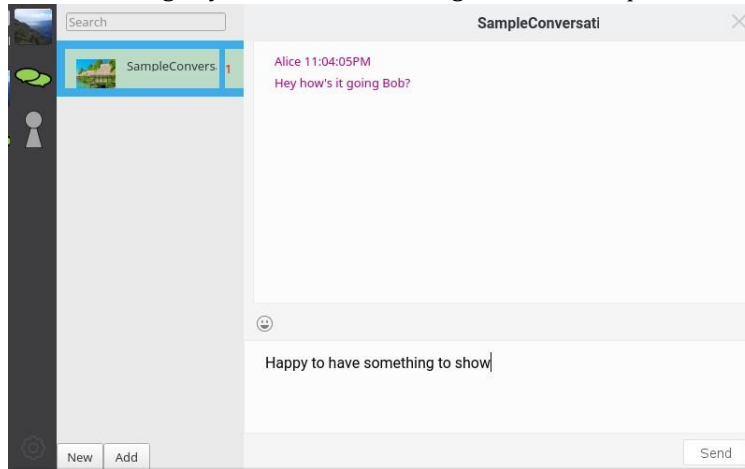 Search
SampleConversati
SampleConvers
1
Alice 11:04:05PM
Hey how's it going Bob?
Happy to have something to show
Send
New
Add